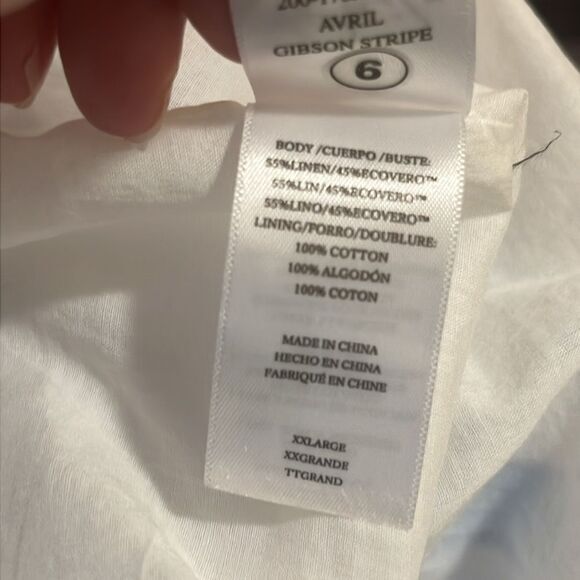 AVRIL
GIBSON STRIPE
6
BODY /CUERPO /BUSTE:
55%LINEN/45%ECOVERO™
55%LIN/45%ECOVERO™
55%LINO/45%ECOVERO™
LINING/FORRO/DOUBLURE:
100% COTTON
100% ALGODÓN
100% COTON
MADE IN CHINA
HECHO EN CHINA
FABRIQUÉ EN CHINE
XXLARGE
XXGRANDE
TTGRAND